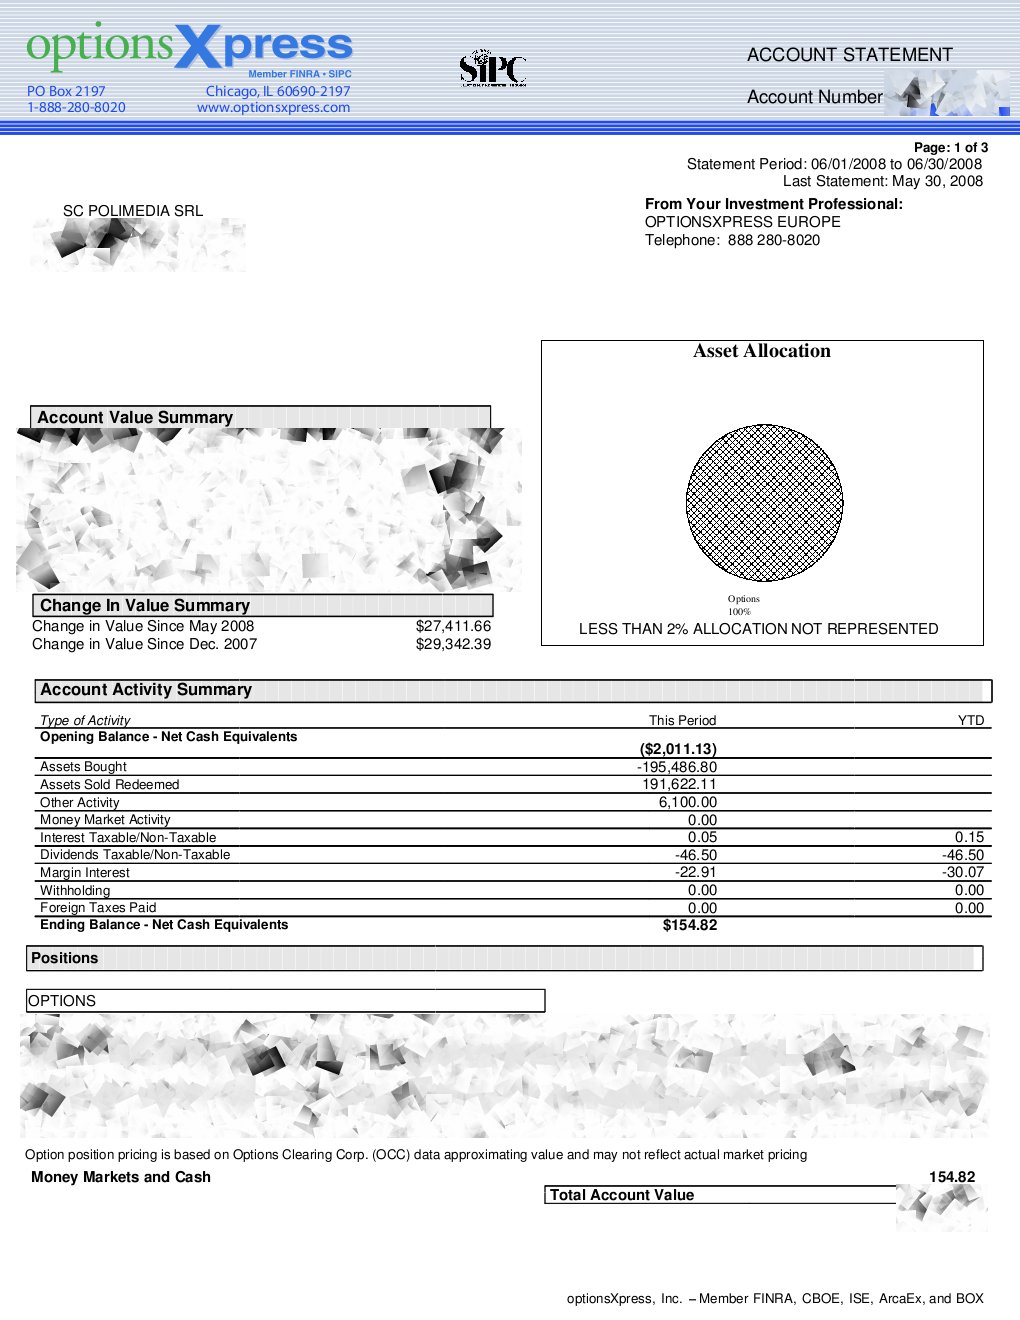 optionsXpress
Member FINRA • SIPC
PO Box 2197 Chicago, IL 60690-2197
1-888-280-8020 www.optionsxpress.com
SiPC
ACCOUNT STATEMENT
Account Number
Page: 1 of 3
Statement Period: 06/01/2008 to 06/30/2008
Last Statement: May 30, 2008
SC POLIMEDIA SRL
From Your Investment Professional:
OPTIONSXPRESS EUROPE
Telephone: 888 280-8020
Asset Allocation
Options
100%
LESS THAN 2% ALLOCATION NOT REPRESENTED
Account Value Summary
Change In Value Summary
Change in Value Since May 2008 $27,411.66
Change in Value Since Dec. 2007 $29,342.39
Account Activity Summary
Type of Activity This Period YTD
Opening Balance - Net Cash Equivalents
($2,011.13)
Assets Bought -195,486.80
Assets Sold Redeemed 191,622.11
Other Activity 6,100.00
Money Market Activity 0.00
Interest Taxable/Non-Taxable 0.05 0.15
Dividends Taxable/Non-Taxable -46.50 -46.50
Margin Interest -22.91 -30.07
Withholding 0.00 0.00
Foreign Taxes Paid 0.00 0.00
Ending Balance - Net Cash Equivalents $154.82
Positions
OPTIONS
Option position pricing is based on Options Clearing Corp. (OCC) data approximating value and may not reflect actual market pricing
Money Markets and Cash 154.82
Total Account Value
optionsXpress, Inc. – Member FINRA, CBOE, ISE, ArcaEx, and BOX